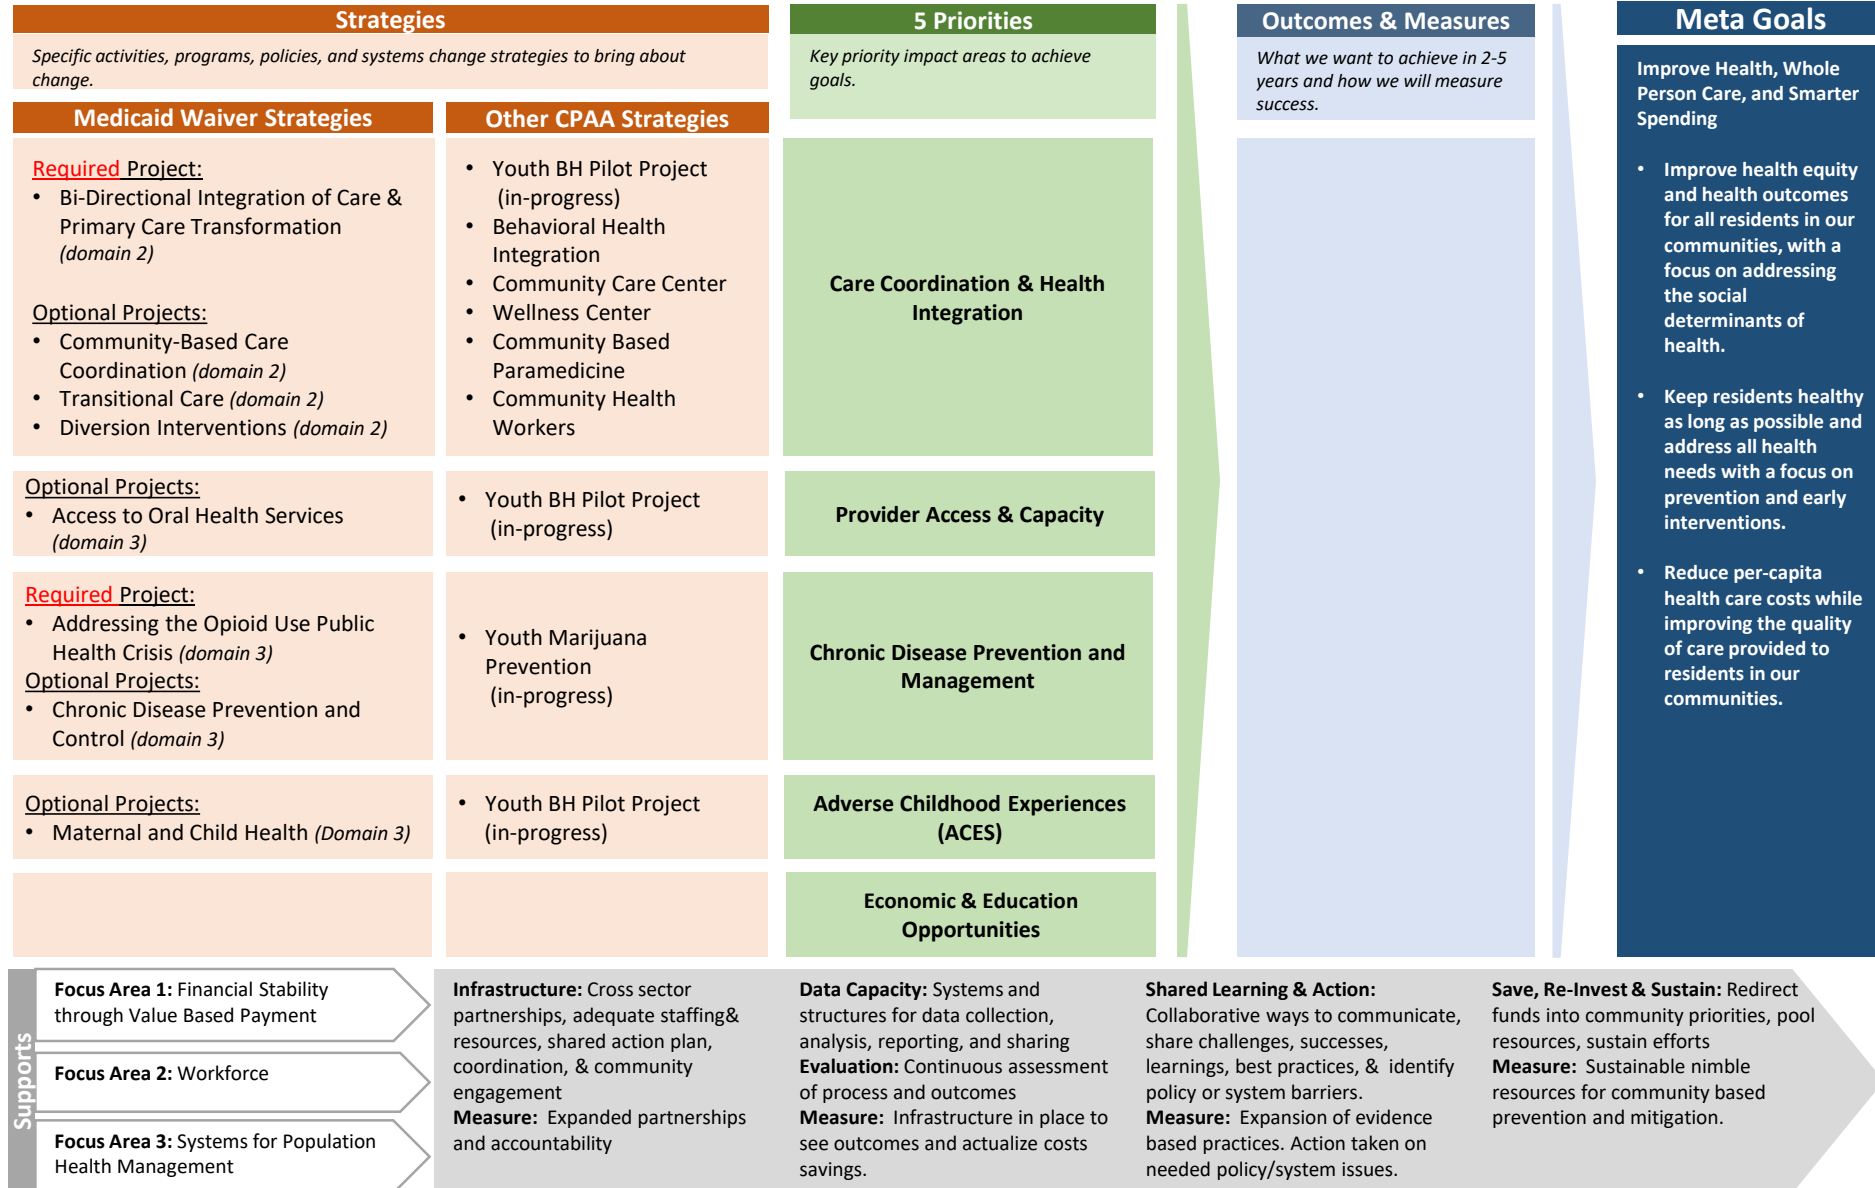 Strategies
Specific activities, programs, policies, and systems change strategies to bring about
change.
Medicaid Waiver Strategies
Other CPAA Strategies
5 Priorities
Key priority impact areas to achieve
goals.
Outcomes & Measures
What we want to achieve in 2-5
years and how we will measure
success.
Meta Goals
Required Project:
• Bi-Directional Integration of Care &
Primary Care Transformation
(domain 2)
Optional Projects:
• Community-Based Care
Coordination (domain 2)
• Transitional Care (domain 2)
• Diversion Interventions (domain 2)
• Youth BH Pilot Project
(in-progress)
• Behavioral Health
Integration
• Community Care Center
• Wellness Center
• Community Based
Paramedicine
• Community Health
Workers
Care Coordination & Health
Integration
Optional Projects:
• Access to Oral Health Services
(domain 3)
• Youth BH Pilot Project
(in-progress)
Provider Access & Capacity
Required Project:
• Addressing the Opioid Use Public
Health Crisis (domain 3)
Optional Projects:
• Chronic Disease Prevention and
Control (domain 3)
• Youth Marijuana
Prevention
(in-progress)
Chronic Disease Prevention and
Management
Optional Projects:
• Maternal and Child Health (Domain 3)
• Youth BH Pilot Project
(in-progress)
Adverse Childhood Experiences
(ACES)
Economic & Education
Opportunities
Improve Health, Whole
Person Care, and Smarter
Spending
• Improve health equity
and health outcomes
for all residents in our
communities, with a
focus on addressing
the social
determinants of
health.
• Keep residents healthy
as long as possible and
address all health
needs with a focus on
prevention and early
interventions.
• Reduce per-capita
health care costs while
improving the quality
of care provided to
residents in our
communities.
Supports
Focus Area 1: Financial Stability
through Value Based Payment
Focus Area 2: Workforce
Focus Area 3: Systems for Population
Health Management
Infrastructure: Cross sector
partnerships, adequate staffing&
resources, shared action plan,
coordination, & community
engagement
Measure: Expanded partnerships
and accountability
Data Capacity: Systems and
structures for data collection,
analysis, reporting, and sharing
Evaluation: Continuous assessment
of process and outcomes
Measure: Infrastructure in place to
see outcomes and actualize costs
savings.
Shared Learning & Action:
Collaborative ways to communicate,
share challenges, successes,
learnings, best practices, & identify
policy or system barriers.
Measure: Expansion of evidence
based practices. Action taken on
needed policy/system issues.
Save, Re-Invest & Sustain: Redirect
funds into community priorities, pool
resources, sustain efforts
Measure: Sustainable nimble
resources for community based
prevention and mitigation.